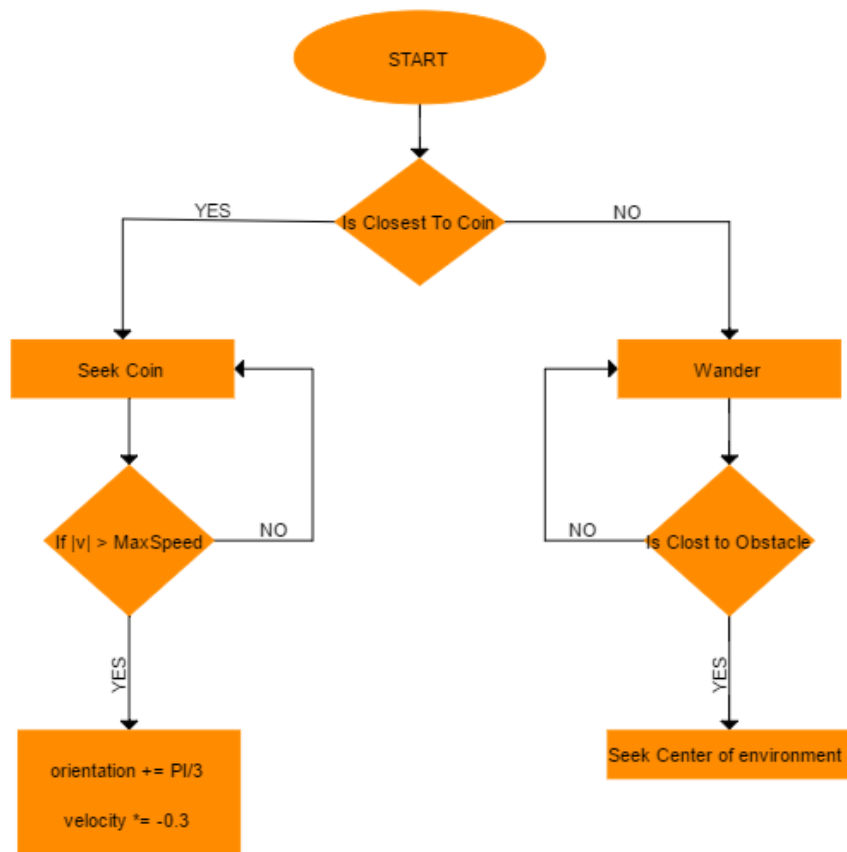 START
Is Closest To Coin
YES
NO
Seek Coin
Wander
If |v| > MaxSpeed
NO
NO
Is Clost to Obstacle
YES
YES
orientation += PI/3
velocity *= -0.3
Seek Center of environment